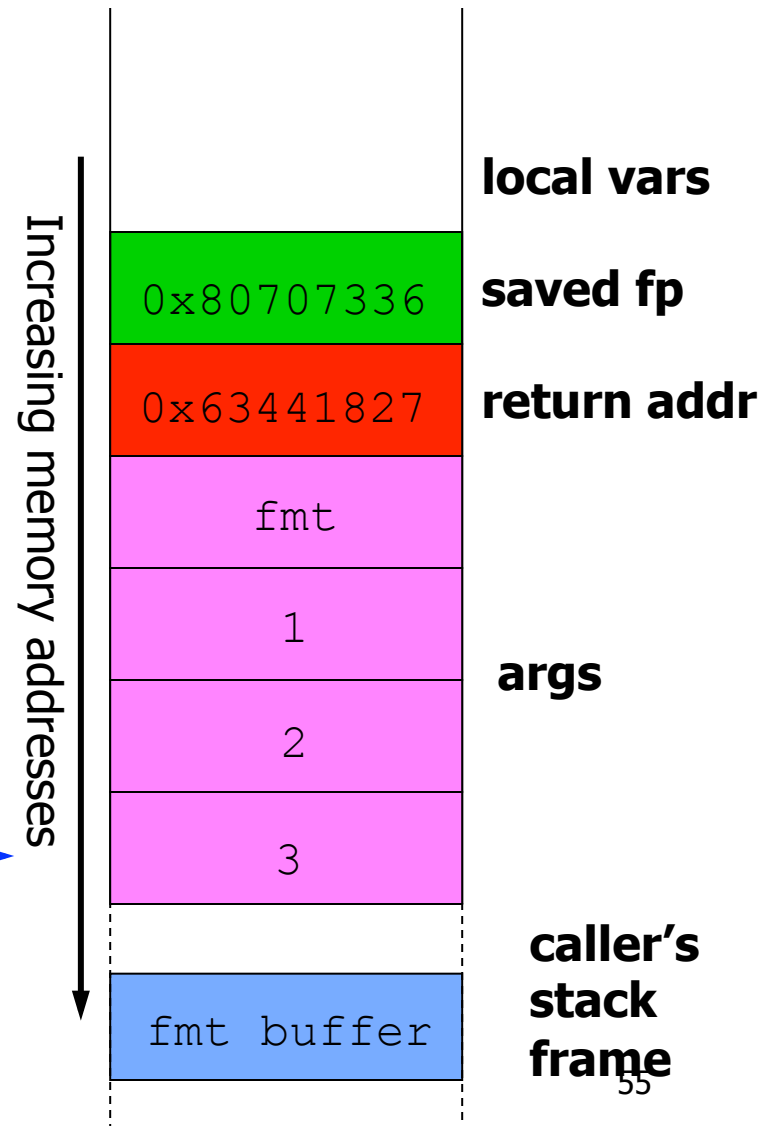 Increasing memory addresses
local vars
0x80707336
saved fp
0x63441827
return addr
fmt
1
args
2
3
caller’s
stack
frame
fmt buffer
55